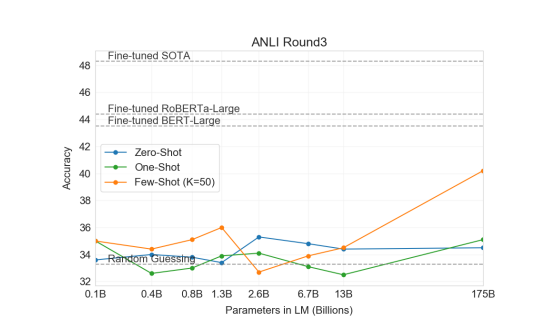 ANLI Round3
Fine-tuned SOTA
48
46
Fine-tuned RoBERTa-Large
44
Fine-tuned BERT-Large
42
Zero-Shot
One-Shot
Few-Shot (K=50)
Accuracy
40
38
36
34
Random Guessing
32
0.1B 0.4B 0.8B 1.3B 2.6B 6.7B 13B 175B
Parameters in LM (Billions)